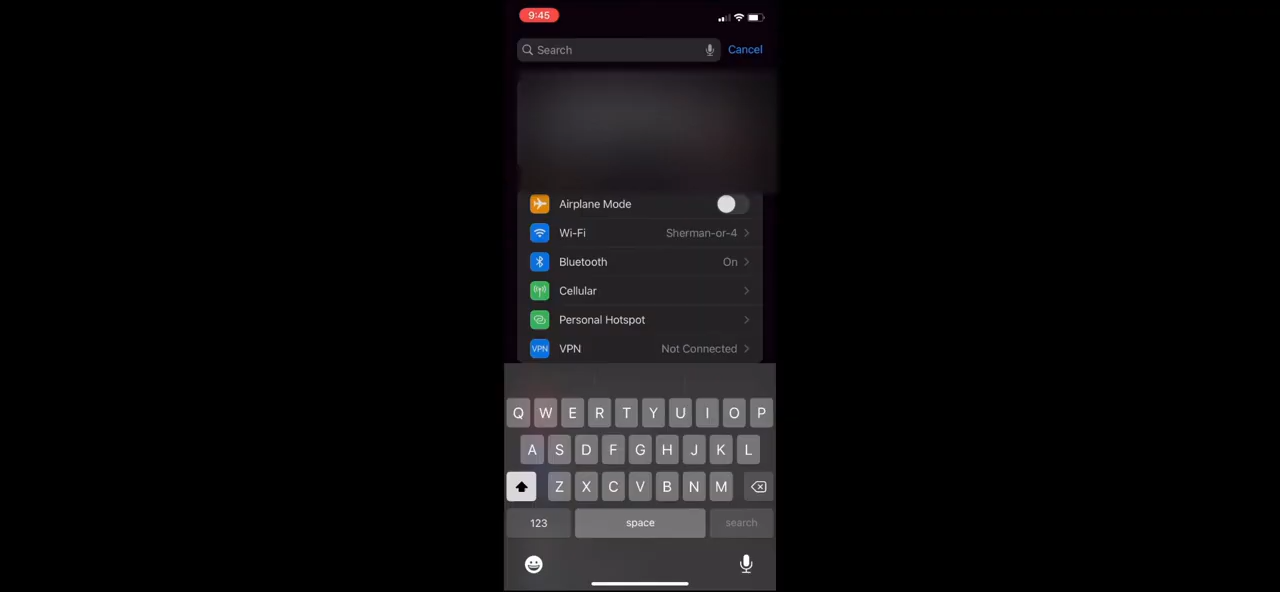 9:45
Search
Cancel
Airplane Mode
Wi-Fi Sherman-or-4
Bluetooth On
Cellular
Personal Hotspot
VPN VPN Not Connected
Q W E R T Y U I O P
A S D F G H J K L
Z X C V B N M
123 space search